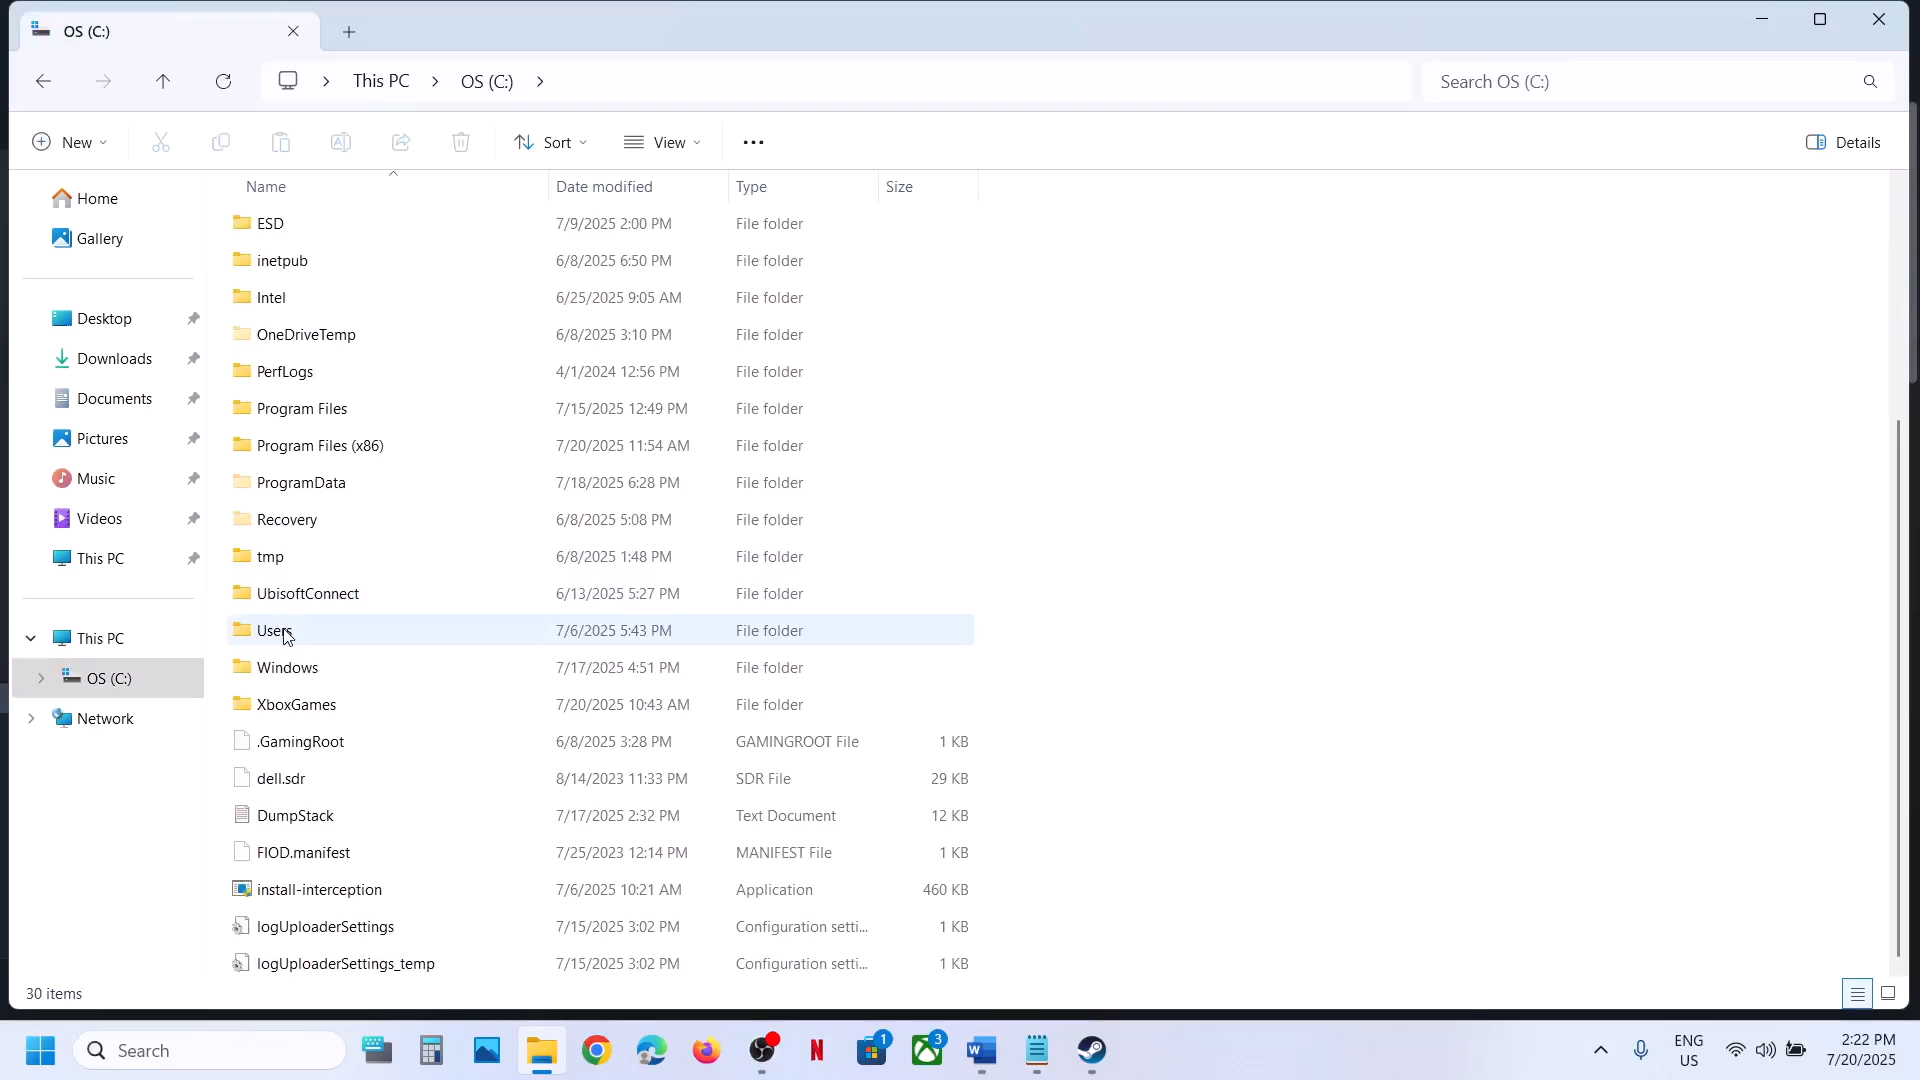 OS (C:)
This PC
OS (C:)
Search OS (C:)
New
Sort
View
Details
Name
Date modified
Type
Size
Home
Gallery
Desktop
Downloads
Documents
Pictures
Music
Videos
This PC
This PC
OS (C:)
Network
ESD 7/9/2025 2:00 PM File folder
inetpub 6/8/2025 6:50 PM File folder
Intel 6/25/2025 9:05 AM File folder
OneDriveTemp 6/8/2025 3:10 PM File folder
PerfLogs 4/1/2024 12:56 PM File folder
Program Files 7/15/2025 12:49 PM File folder
Program Files (x86) 7/20/2025 11:54 AM File folder
ProgramData 7/18/2025 6:28 PM File folder
Recovery 6/8/2025 5:08 PM File folder
tmp 6/8/2025 1:48 PM File folder
UbisoftConnect 6/13/2025 5:27 PM File folder
Users 7/6/2025 5:43 PM File folder
Windows 7/17/2025 4:51 PM File folder
XboxGames 7/20/2025 10:43 AM File folder
.GamingRoot 6/8/2025 3:28 PM GAMINGROOT File 1 KB
dell.sdr 8/14/2023 11:33 PM SDR File 29 KB
DumpStack 7/17/2025 2:32 PM Text Document 12 KB
FIOD.manifest 7/25/2023 12:14 PM MANIFEST File 1 KB
install-interception 7/6/2025 10:21 AM Application 460 KB
logUploaderSettings 7/15/2025 3:02 PM Configuration setti... 1 KB
logUploaderSettings_temp 7/15/2025 3:02 PM Configuration setti... 1 KB
30 items
Search
1
3
ENG
US
2:22 PM
7/20/2025